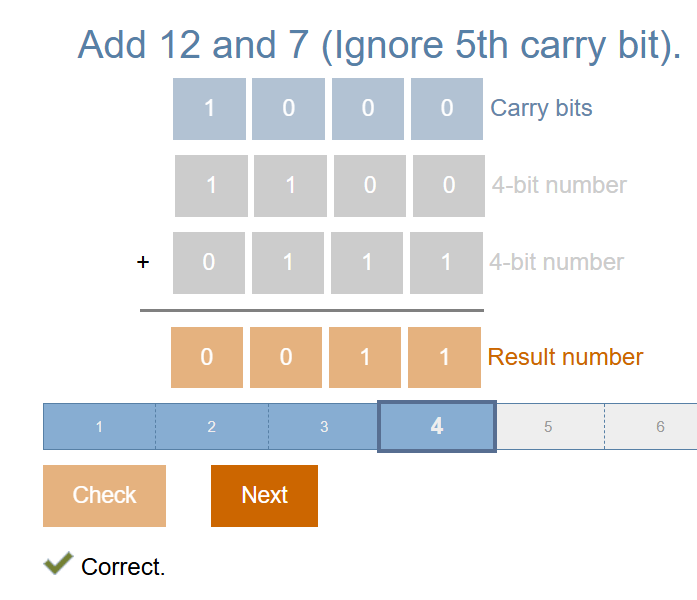 Add 12 and 7 (Ignore 5th carry bit).
1 0 0 0 Carry bits
1 1 0 0 4-bit number
+ 0 1 1 1 4-bit number
0 0 1 1 Result number
1 2 3 4 5 6
Check Next
Correct.